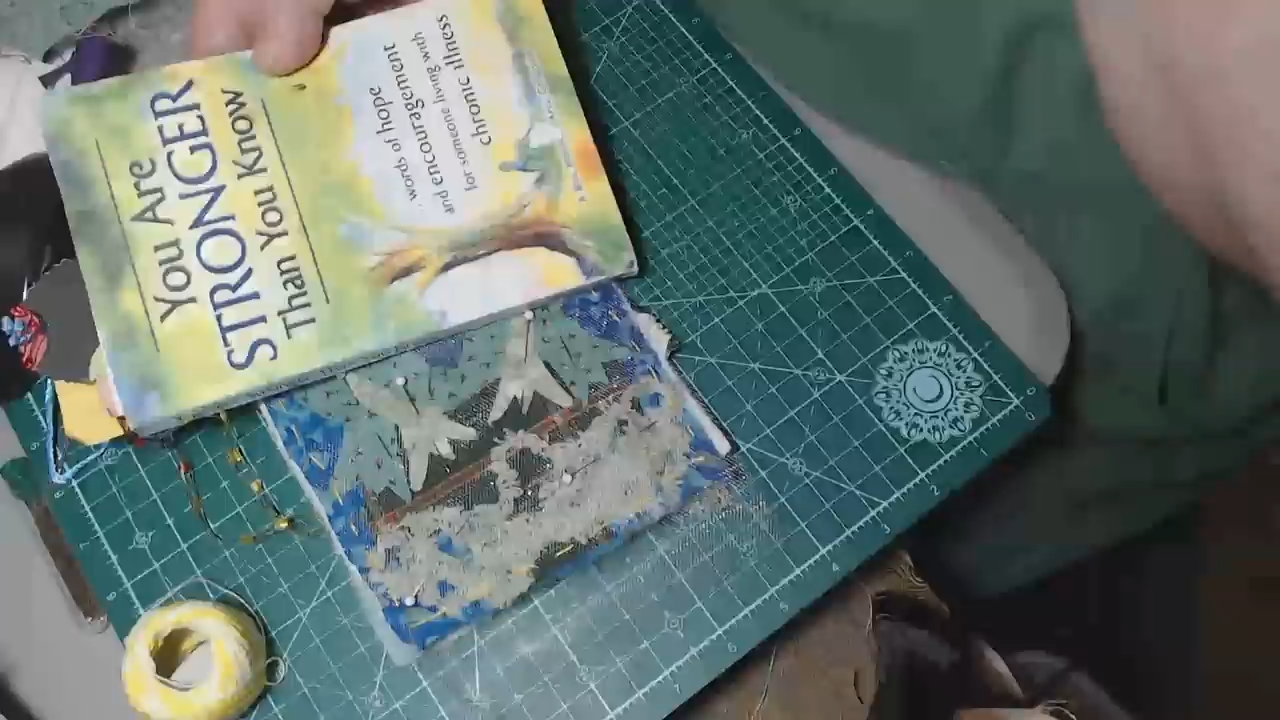 You Are
STRONGER
Than You Know
words of hope
and encouragement
for someone living with
chronic illness